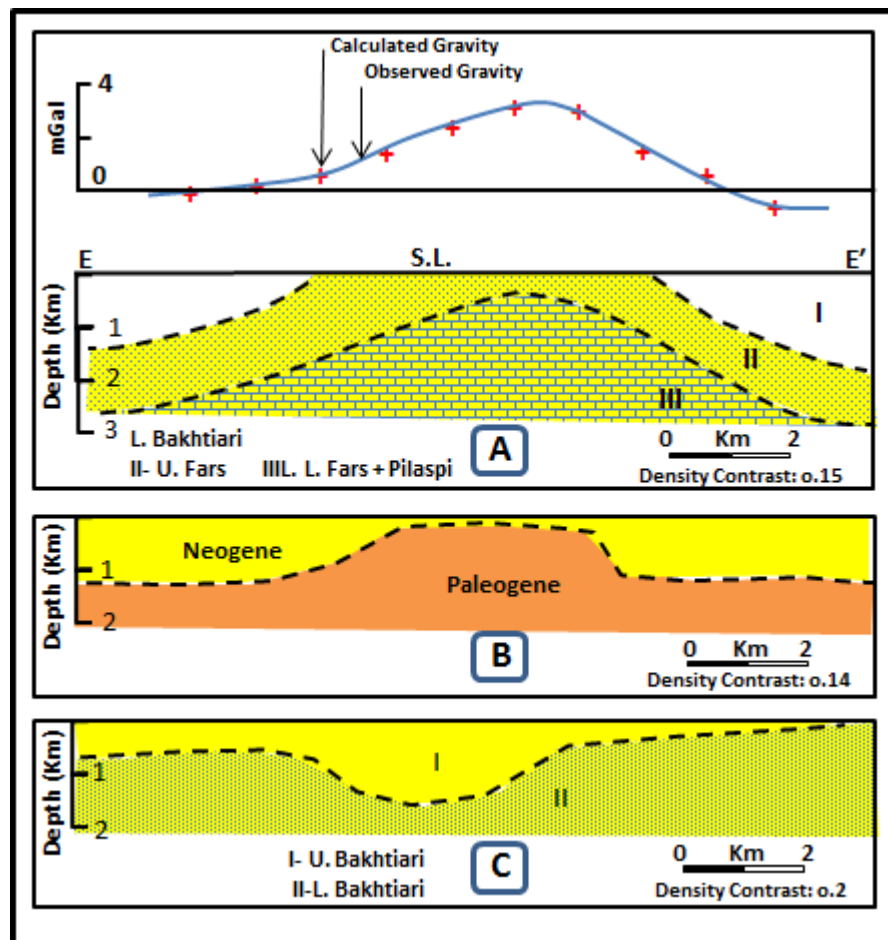 Calculated Gravity
Observed Gravity
4
mGal
0
E S.L. E'
Depth (Km)
1
2
3
I
II
III
L. Bakhtiari
II- U. Fars IIIL. L. Fars + Pilaspi
A
0 Km 2
Density Contrast: o.15
Depth (Km)
1
2
Neogene
Paleogene
B
0 Km 2
Density Contrast: o.14
Depth (Km)
1
2
I
II
I- U. Bakhtiari
II-L. Bakhtiari
C
0 Km 2
Density Contrast: o.2